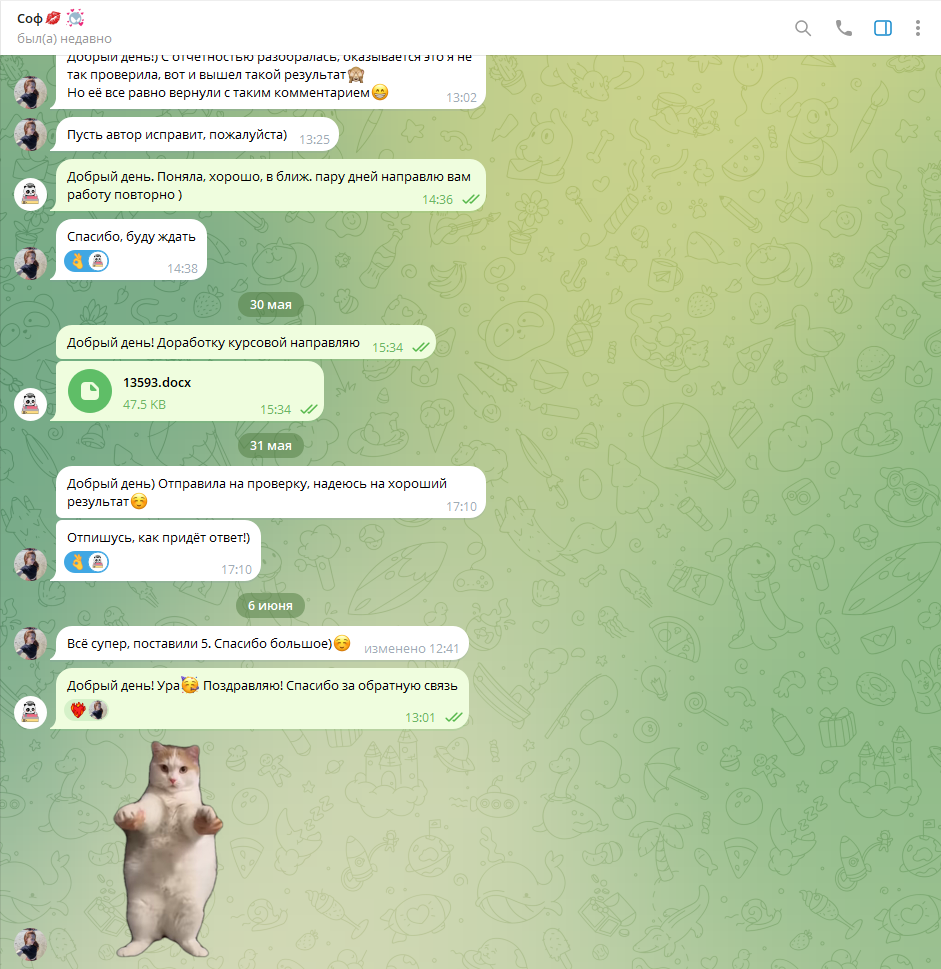 Соф💋
был(а) недавно
Добрый день!) С отчётностью разобралась, оказывается это я не
так проверила, вот и вышел такой результат🙈
Но её все равно вернули с таким комментарием😁
13:02
Пусть автор исправит, пожалуйста)
13:25
Добрый день. Поняла, хорошо, в ближ. пару дней направлю вам
работу повторно )
14:36
Спасибо, буду ждать
14:38
30 мая
Добрый день! Доработку курсовой направляю
15:34
13593.docx
47.5 KB
15:34
31 мая
Добрый день) Отправила на проверку, надеюсь на хороший
результат☺️
17:10
Отпишусь, как придёт ответ!)
17:10
6 июня
Всё супер, поставили 5. Спасибо большое)☺️
изменено 12:41
Добрый день! Ура🥳 Поздравляю! Спасибо за обратную связь
13:01